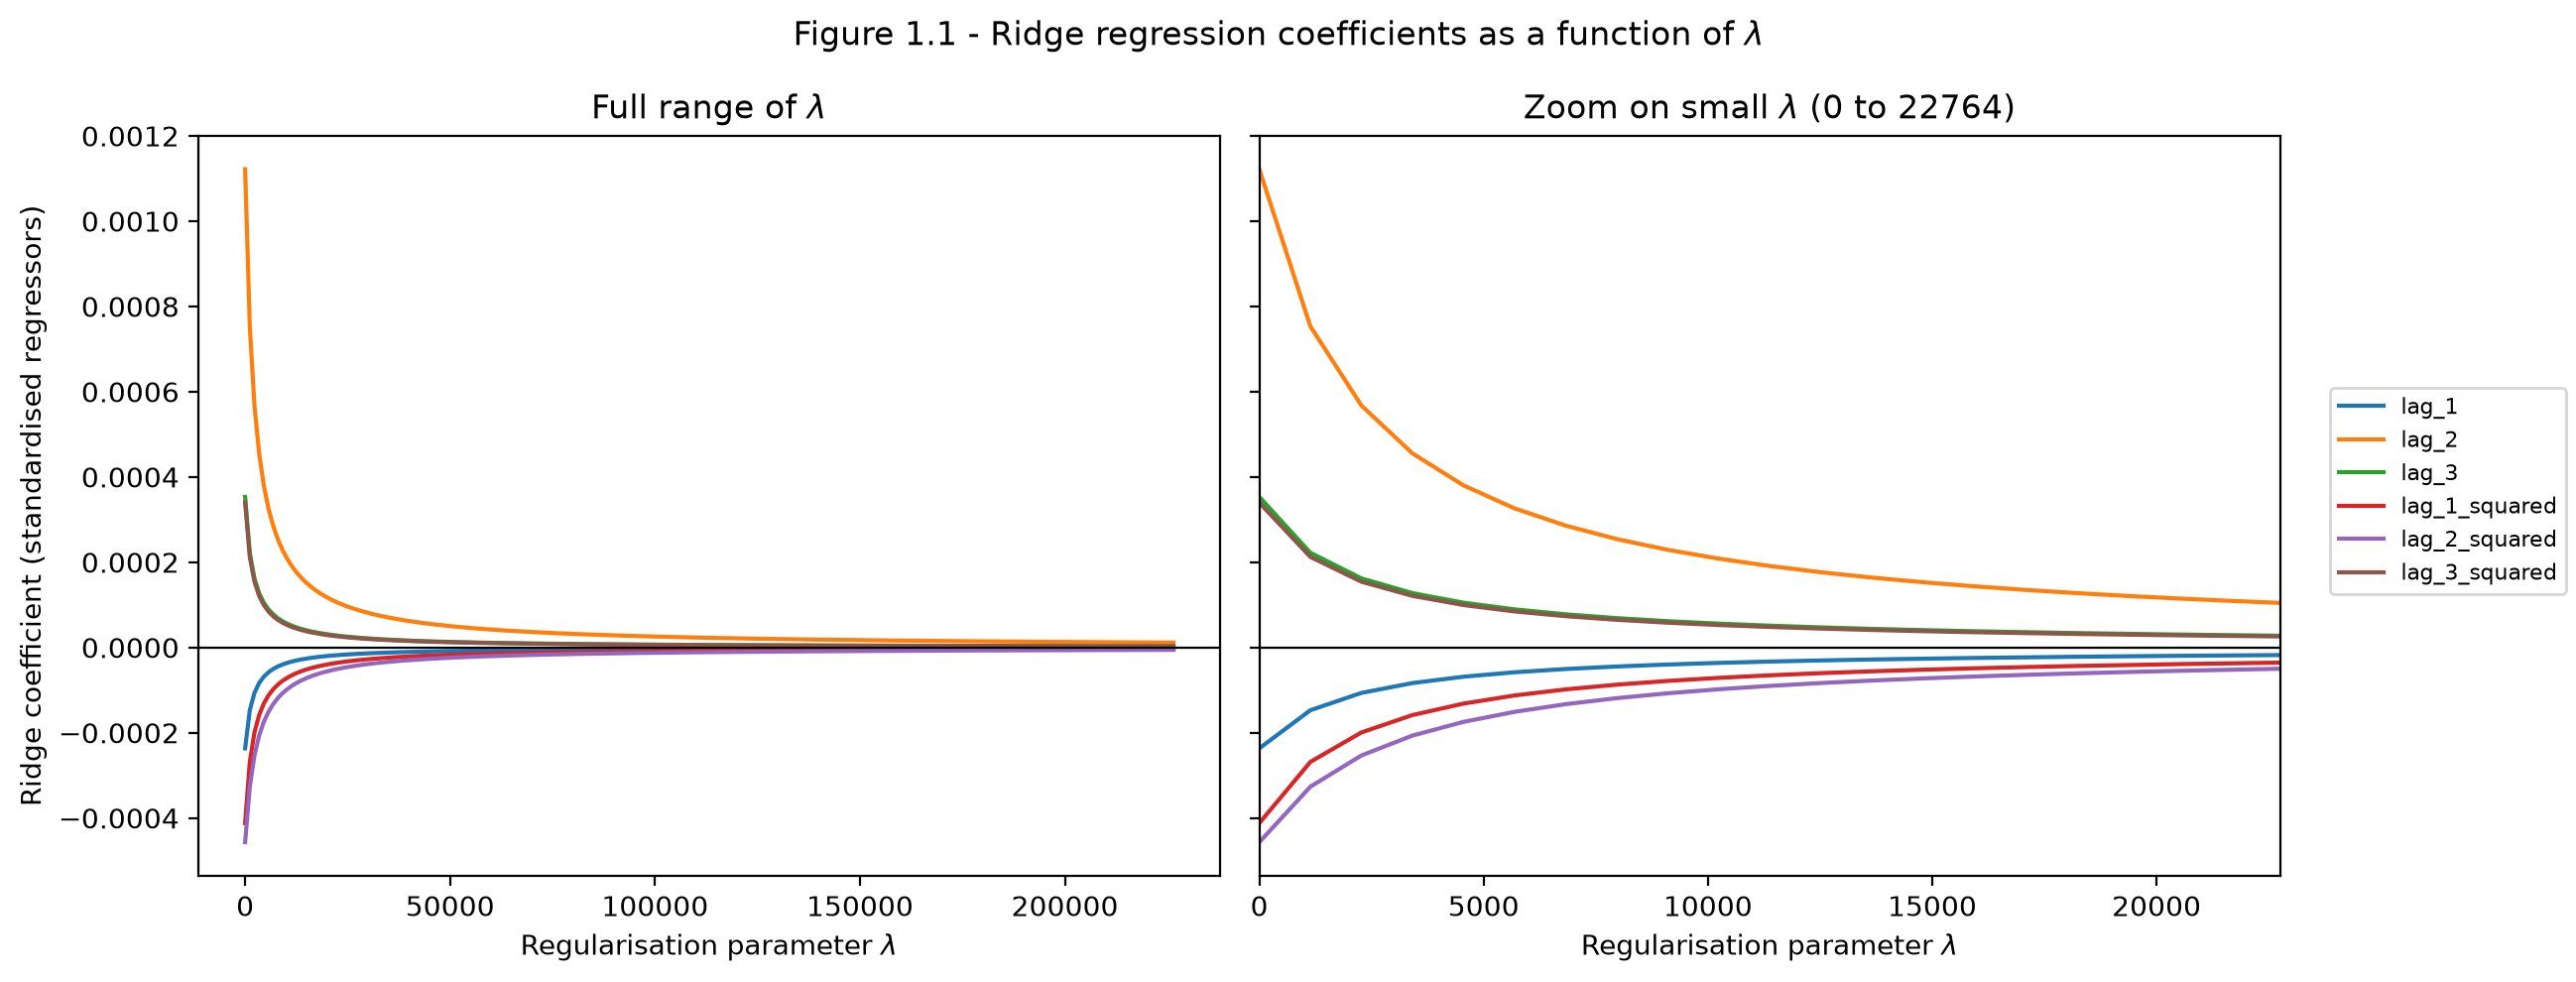 Figure 1.1 - Ridge regression coefficients as a function of λ
Full range of λ
Zoom on small λ (0 to 22764)
Ridge coefficient (standardised regressors)
0.0012
0.0010
0.0008
0.0006
0.0004
0.0002
0.0000
−0.0002
−0.0004
0 50000 100000 150000 200000
Regularisation parameter λ
0 5000 10000 15000 20000
Regularisation parameter λ
lag_1
lag_2
lag_3
lag_1_squared
lag_2_squared
lag_3_squared